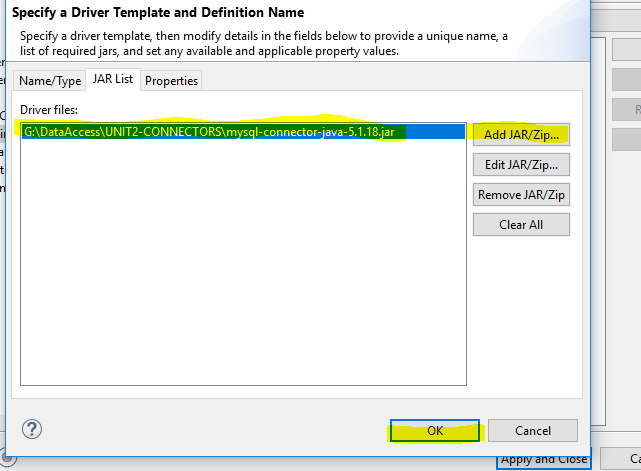 Specify a Driver Template and Definition Name
Specify a driver template, then modify details in the fields below to provide a unique name, a
list of required jars, and set any available and applicable property values.
Name/Type JAR List Properties
Driver files:
G:\DataAccess\UNIT2-CONNECTORS\mysql-connector-java-5.1.18.jar
Add JAR/Zip...
Edit JAR/Zip...
Remove JAR/Zip
Clear All
?
OK Cancel
Apply and Close